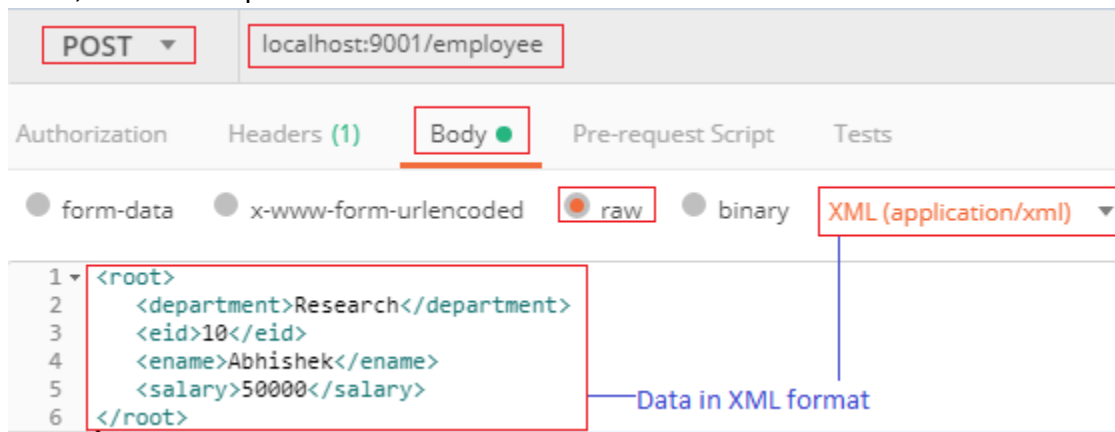 POST localhost:9001/employee
Authorization Headers (1) Body Pre-request Script Tests
form-data x-www-form-urlencoded raw binary XML (application/xml)
1 <root>
2 <department>Research</department>
3 <eid>10</eid>
4 <ename>Abhishek</ename>
5 <salary>50000</salary>
6 </root>
Data in XML format